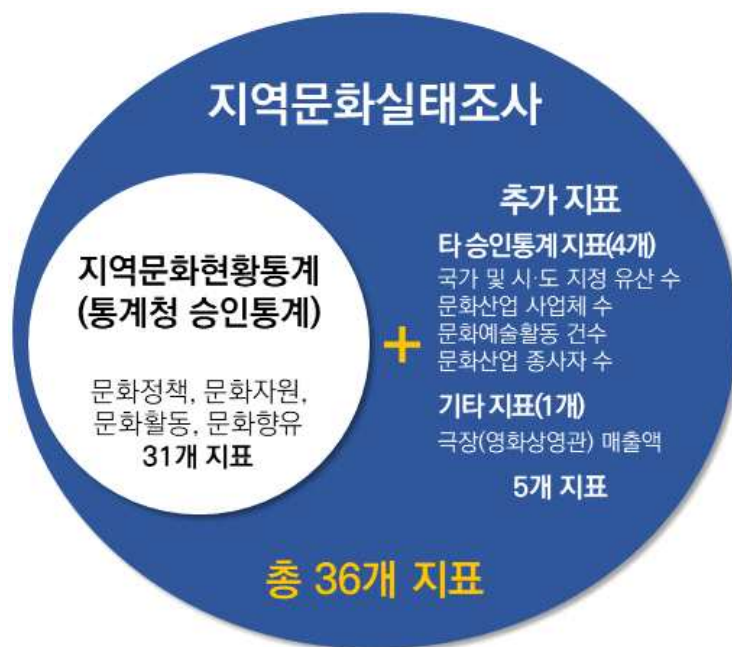 지역문화실태조사
지역문화현황통계
(통계청 승인통계)
문화정책, 문화자원,
문화활동, 문화향유
31개 지표
+
추가 지표
타 승인통계 지표(4개)
국가 및 시·도 지정 유산 수
문화산업 사업체 수
문화예술활동 건수
문화산업 종사자 수
기타 지표(1개)
극장(영화상영관) 매출액
5개 지표
총 36개 지표